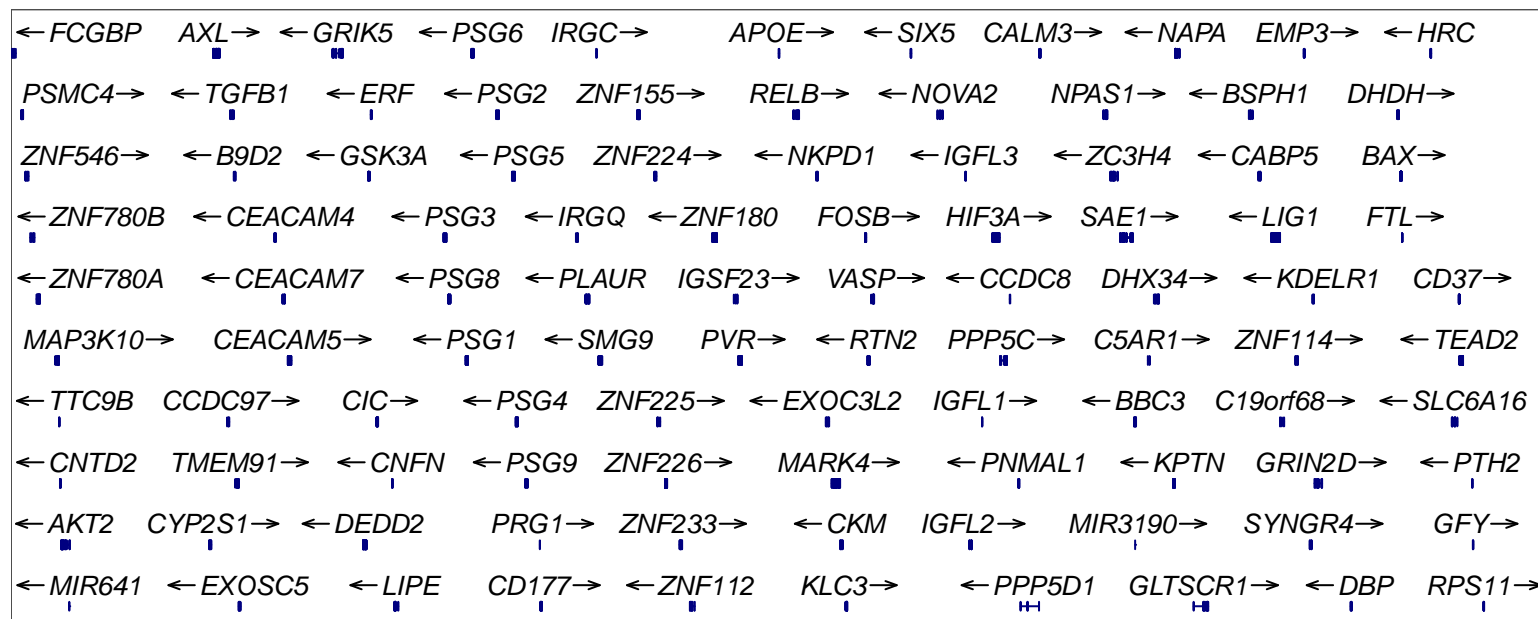 ← FCGBP AXL → ← GRIK5 ← PSG6 IRGC → APOE → ← SIX5 CALM3 → ← NAPA EMP3 → ← HRC
PSMC4 → ← TGFB1 ← ERF ← PSG2 ZNF155 → RELB → ← NOVA2 NPAS1 → ← BSPH1 DHDH →
ZNF546 → ← B9D2 ← GSK3A ← PSG5 ZNF224 → ← NKPD1 ← IGFL3 ← ZC3H4 ← CABP5 BAX →
← ZNF780B ← CEACAM4 ← PSG3 ← IRGQ ← ZNF180 FOSB → HIF3A → SAE1 → ← LIG1 FTL →
← ZNF780A ← CEACAM7 ← PSG8 ← PLAUR IGSF23 → VASP → ← CCDC8 DHX34 → ← KDELR1 CD37 →
MAP3K10 → CEACAM5 → ← PSG1 ← SMG9 PVR → ← RTN2 PPP5C → C5AR1 → ZNF114 → ← TEAD2
← TTC9B CCDC97 → CIC → ← PSG4 ZNF225 → ← EXOC3L2 IGFL1 → ← BBC3 C19orf68 → ← SLC6A16
← CNTD2 TMEM91 → ← CNFN ← PSG9 ZNF226 → MARK4 → ← PNMAL1 ← KPTN GRIN2D → ← PTH2
← AKT2 CYP2S1 → ← DEDD2 PRG1 → ZNF233 → ← CKM IGFL2 → MIR3190 → SYNGR4 → GFY →
← MIR641 ← EXOSC5 ← LIPE CD177 → ← ZNF112 KLC3 → ← PPP5D1 GLTSCR1 → ← DBP RPS11 →